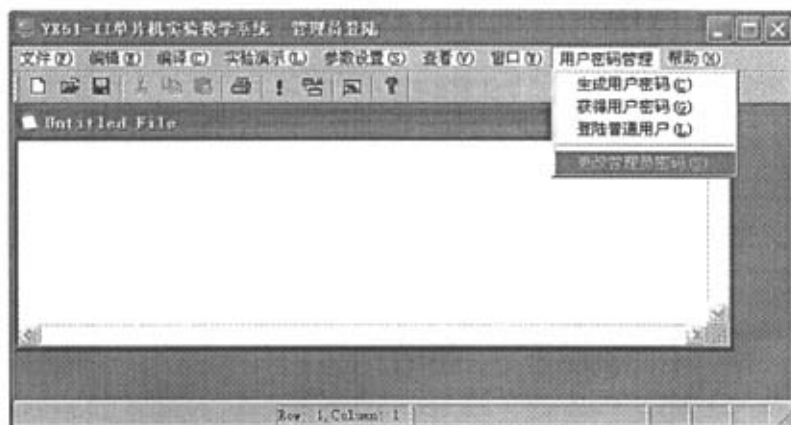 YX51-II单片机实验教学系统 管理员登陆
文件(F) 编辑(E) 编译(C) 实验演示(L) 参数设置(S) 查看(V) 窗口(W) 用户密码管理 帮助(H)
生成用户密码(C)
获得用户密码(G)
登陆普通用户(L)
更改管理员密码(S)
Untitled File
Row: 1,Column: 1